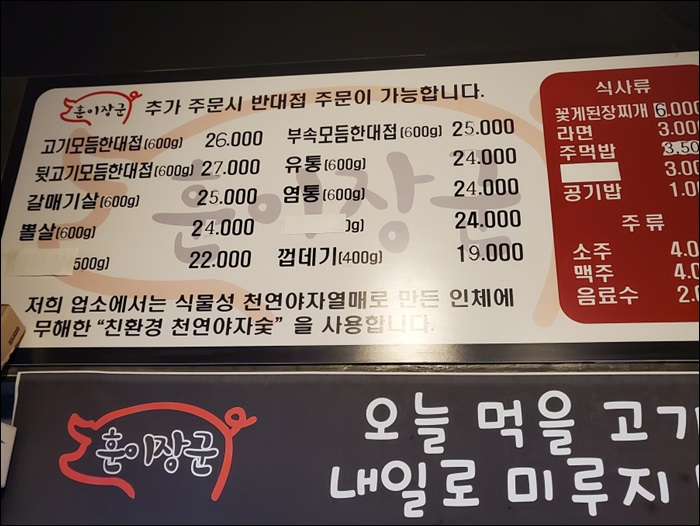 훈이장군 추가 주문시 반대접 주문이 가능합니다.
고기모듬한대접(600g) 26.000
뒷고기모듬한대접(600g) 27.000
갈매기살(600g) 25.000
뽈살(600g) 24.000
500g) 22.000
부속모듬한대접(600g) 25.000
유통(600g) 24.000
염통(600g) 24.000
)g) 24.000
껍데기(400g) 19.000
저희 업소에서는 식물성 천연야자열매로 만든 인체에
무해한 "친환경 천연야자숯" 을 사용합니다.
훈이장군
식사류
꽃게된장찌개 6.000
라면 3.000
주먹밥 3.50
3.00
공기밥 1.0
주류
소주 4.0
맥주 4.0
음료수 2.0
훈이장군
오늘 먹을 고기
내일로 미루지